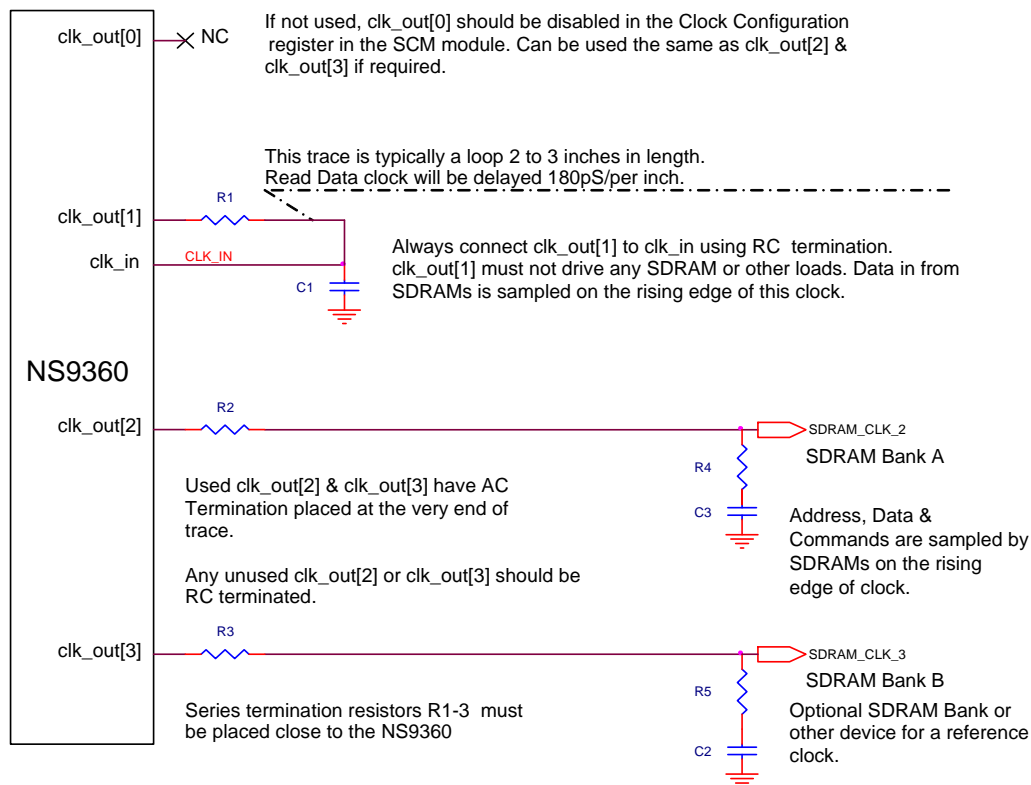 If not used, clk_out[0] should be disabled in the Clock Configuration
register in the SCM module. Can be used the same as clk_out[2] &
clk_out[3] if required.
clk_out[0]
NC
This trace is typically a loop 2 to 3 inches in length.
Read Data clock will be delayed 180pS/per inch.
R1
clk_out[1]
clk_in
CLK_IN
C1
Always connect clk_out[1] to clk_in using RC termination.
clk_out[1] must not drive any SDRAM or other loads. Data in from
SDRAMs is sampled on the rising edge of this clock.
NS9360
R2
clk_out[2]
SDRAM_CLK_2
SDRAM Bank A
R4
C3
Used clk_out[2] & clk_out[3] have AC
Termination placed at the very end of
trace.
Address, Data &
Commands are sampled by
SDRAMs on the rising
edge of clock.
Any unused clk_out[2] or clk_out[3] should be
RC terminated.
R3
clk_out[3]
SDRAM_CLK_3
SDRAM Bank B
R5
C2
Series termination resistors R1-3 must
be placed close to the NS9360
Optional SDRAM Bank or
other device for a reference
clock.